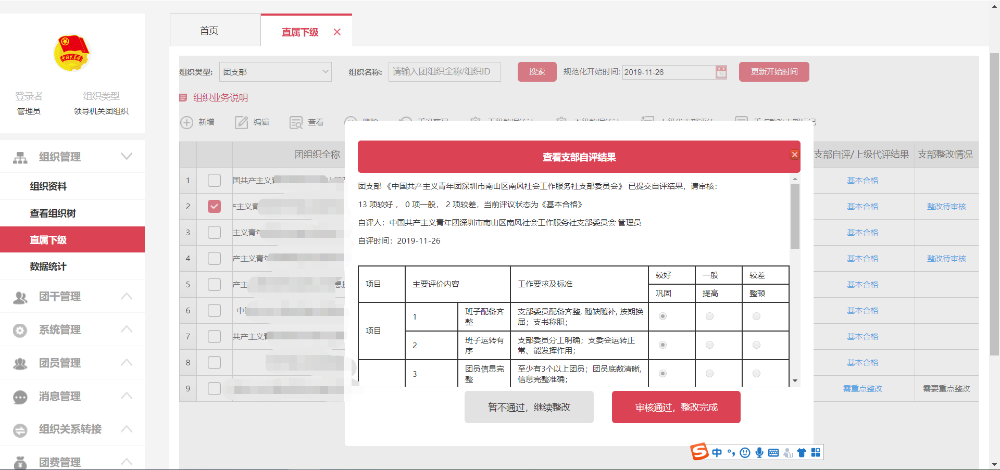 首页
直属下级
登录者
组织类型
管理员
领导机关团组织
组织管理
组织资料
查看组织树
直属下级
数据统计
团干管理
系统管理
团员管理
消息管理
组织关系转接
团费管理
组织类型:
团支部
组织名称:
请输入团组织全称/组织ID
搜索
规范化开始时间:
2019-11-26
更新开始时间
组织业务说明
新增
编辑
查看
团组织全称
支部自评/上级代评结果
支部整改情况
1
国共产主义青
基本合格
2
产主义青
基本合格
整改待审核
3
主义青年
基本合格
4
产主义青年
基本合格
整改待审核
5
产主
基本合格
6
中国
基本合格
7
共产主义青
基本合格
8
基本合格
9
需重点整改
需要重点整改
查看支部自评结果
团支部 《中国共产主义青年团深圳市南山区南风社会工作服务社支部委员会》 已提交自评结果，请审核：
13 项较好， 0 项一般， 2 项较差，当前评议状态为《基本合格》
自评人：中国共产主义青年团深圳市南山区南风社会工作服务社支部委员会 管理员
自评时间：2019-11-26
项目
主要评价内容
工作要求及标准
较好
一般
较差
巩固
提高
整顿
项目
1
班子配备齐
整
支部委员配备齐整, 随缺随补, 按期换
届；支书称职；
2
班子运转有
序
支部委员分工明确；支委会运转正
常、能发挥作用；
3
团员信息完
整
至少有3个以上团员；团员底数清晰,
信息完整准确；
暂不通过，继续整改
审核通过，整改完成
中